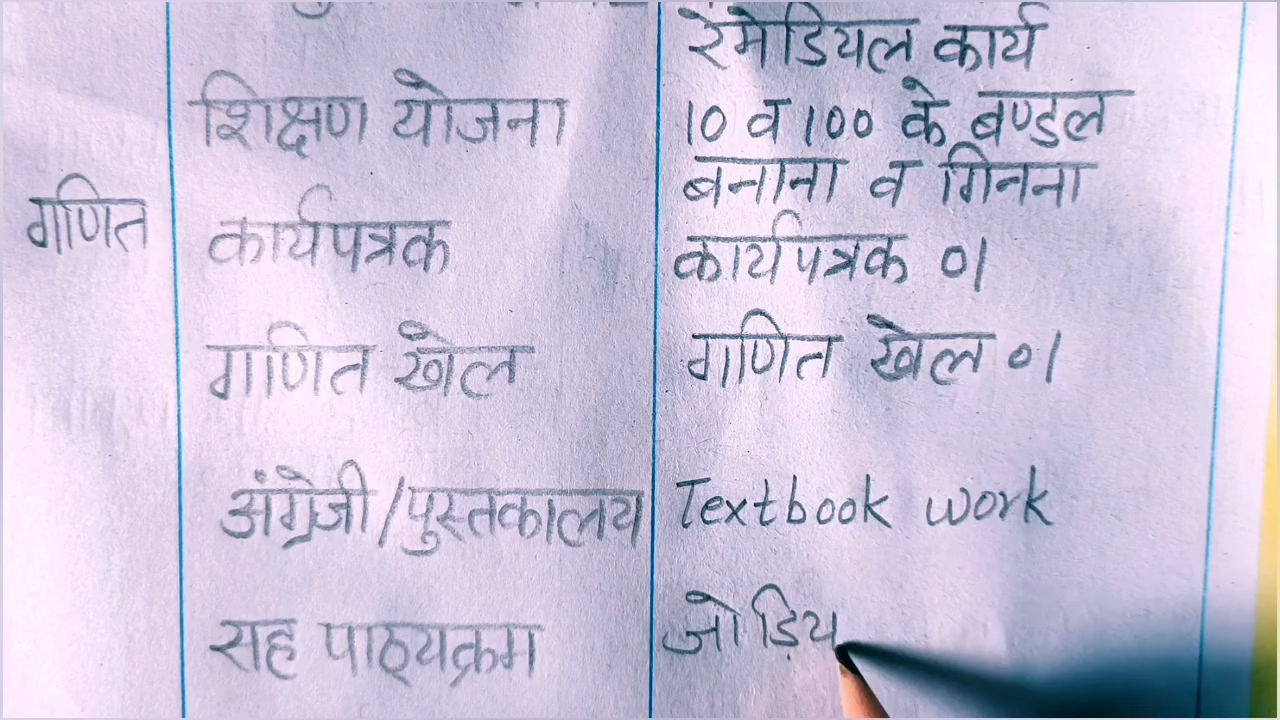 रेमेडियल कार्य
शिक्षण योजना 10 व 100 के बण्डल
बनाना व गिनना
गणित कार्यपत्रक कार्यपत्रक 01
गणित खेल गणित खेल 01
अंग्रेजी/पुस्तकालय Textbook work
सह पाठ्यक्रम जोड़िय